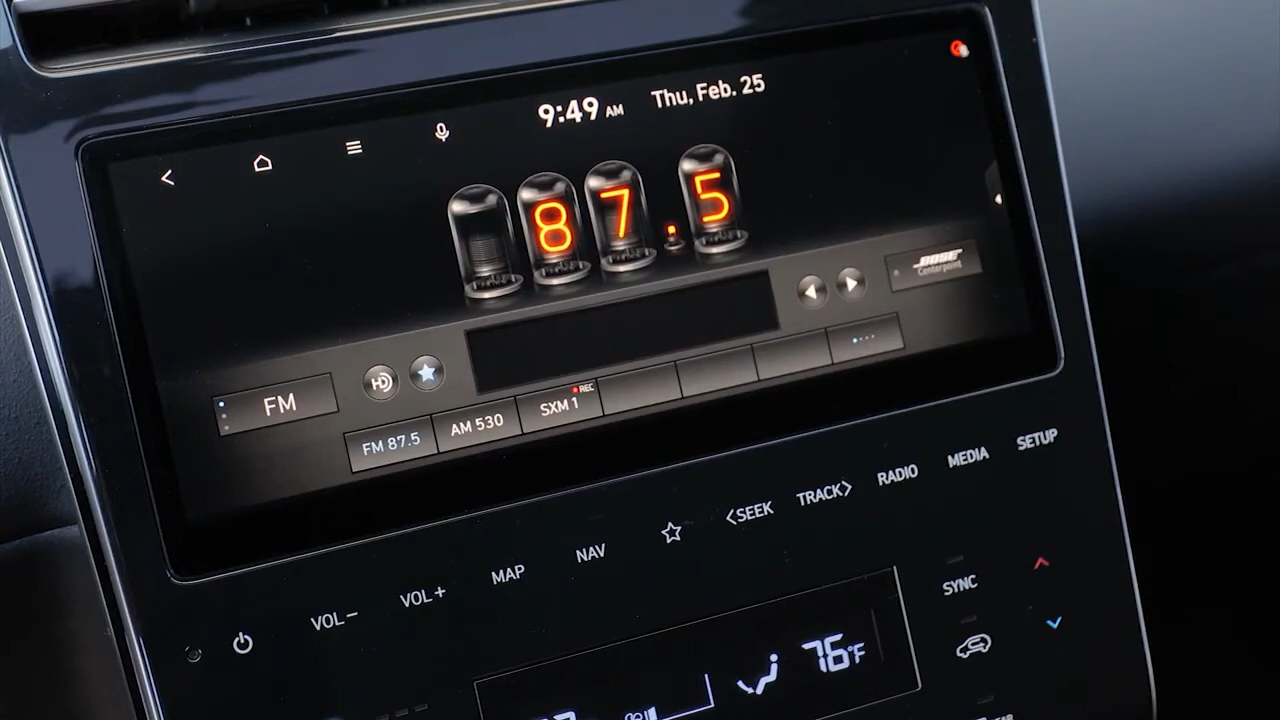 9:49 AM Thu, Feb. 25
87.5
BOSE
Centerpoint
FM
HD
REC
FM 87.5 AM 530 SXM 1
VOL− VOL+ MAP NAV <SEEK TRACK> RADIO MEDIA SETUP
SYNC
76°F